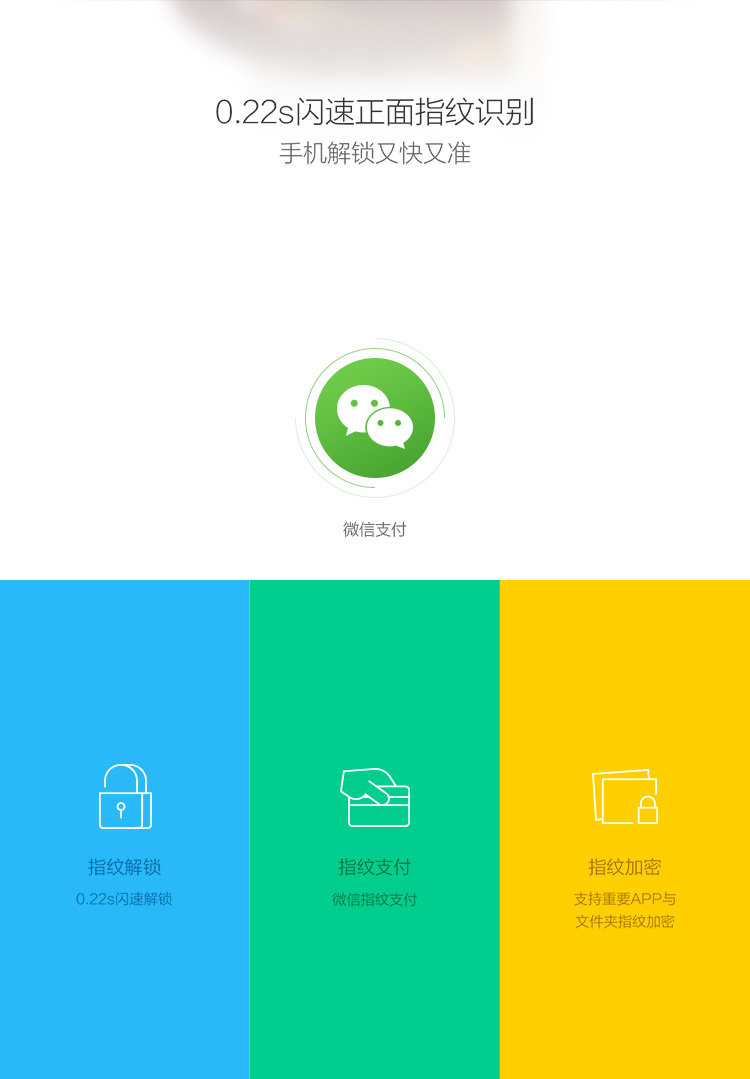 0.22s闪速正面指纹识别
手机解锁又快又准
微信支付
指纹解锁
0.22s闪速解锁
指纹支付
微信指纹支付
指纹加密
支持重要APP与
文件夹指纹加密